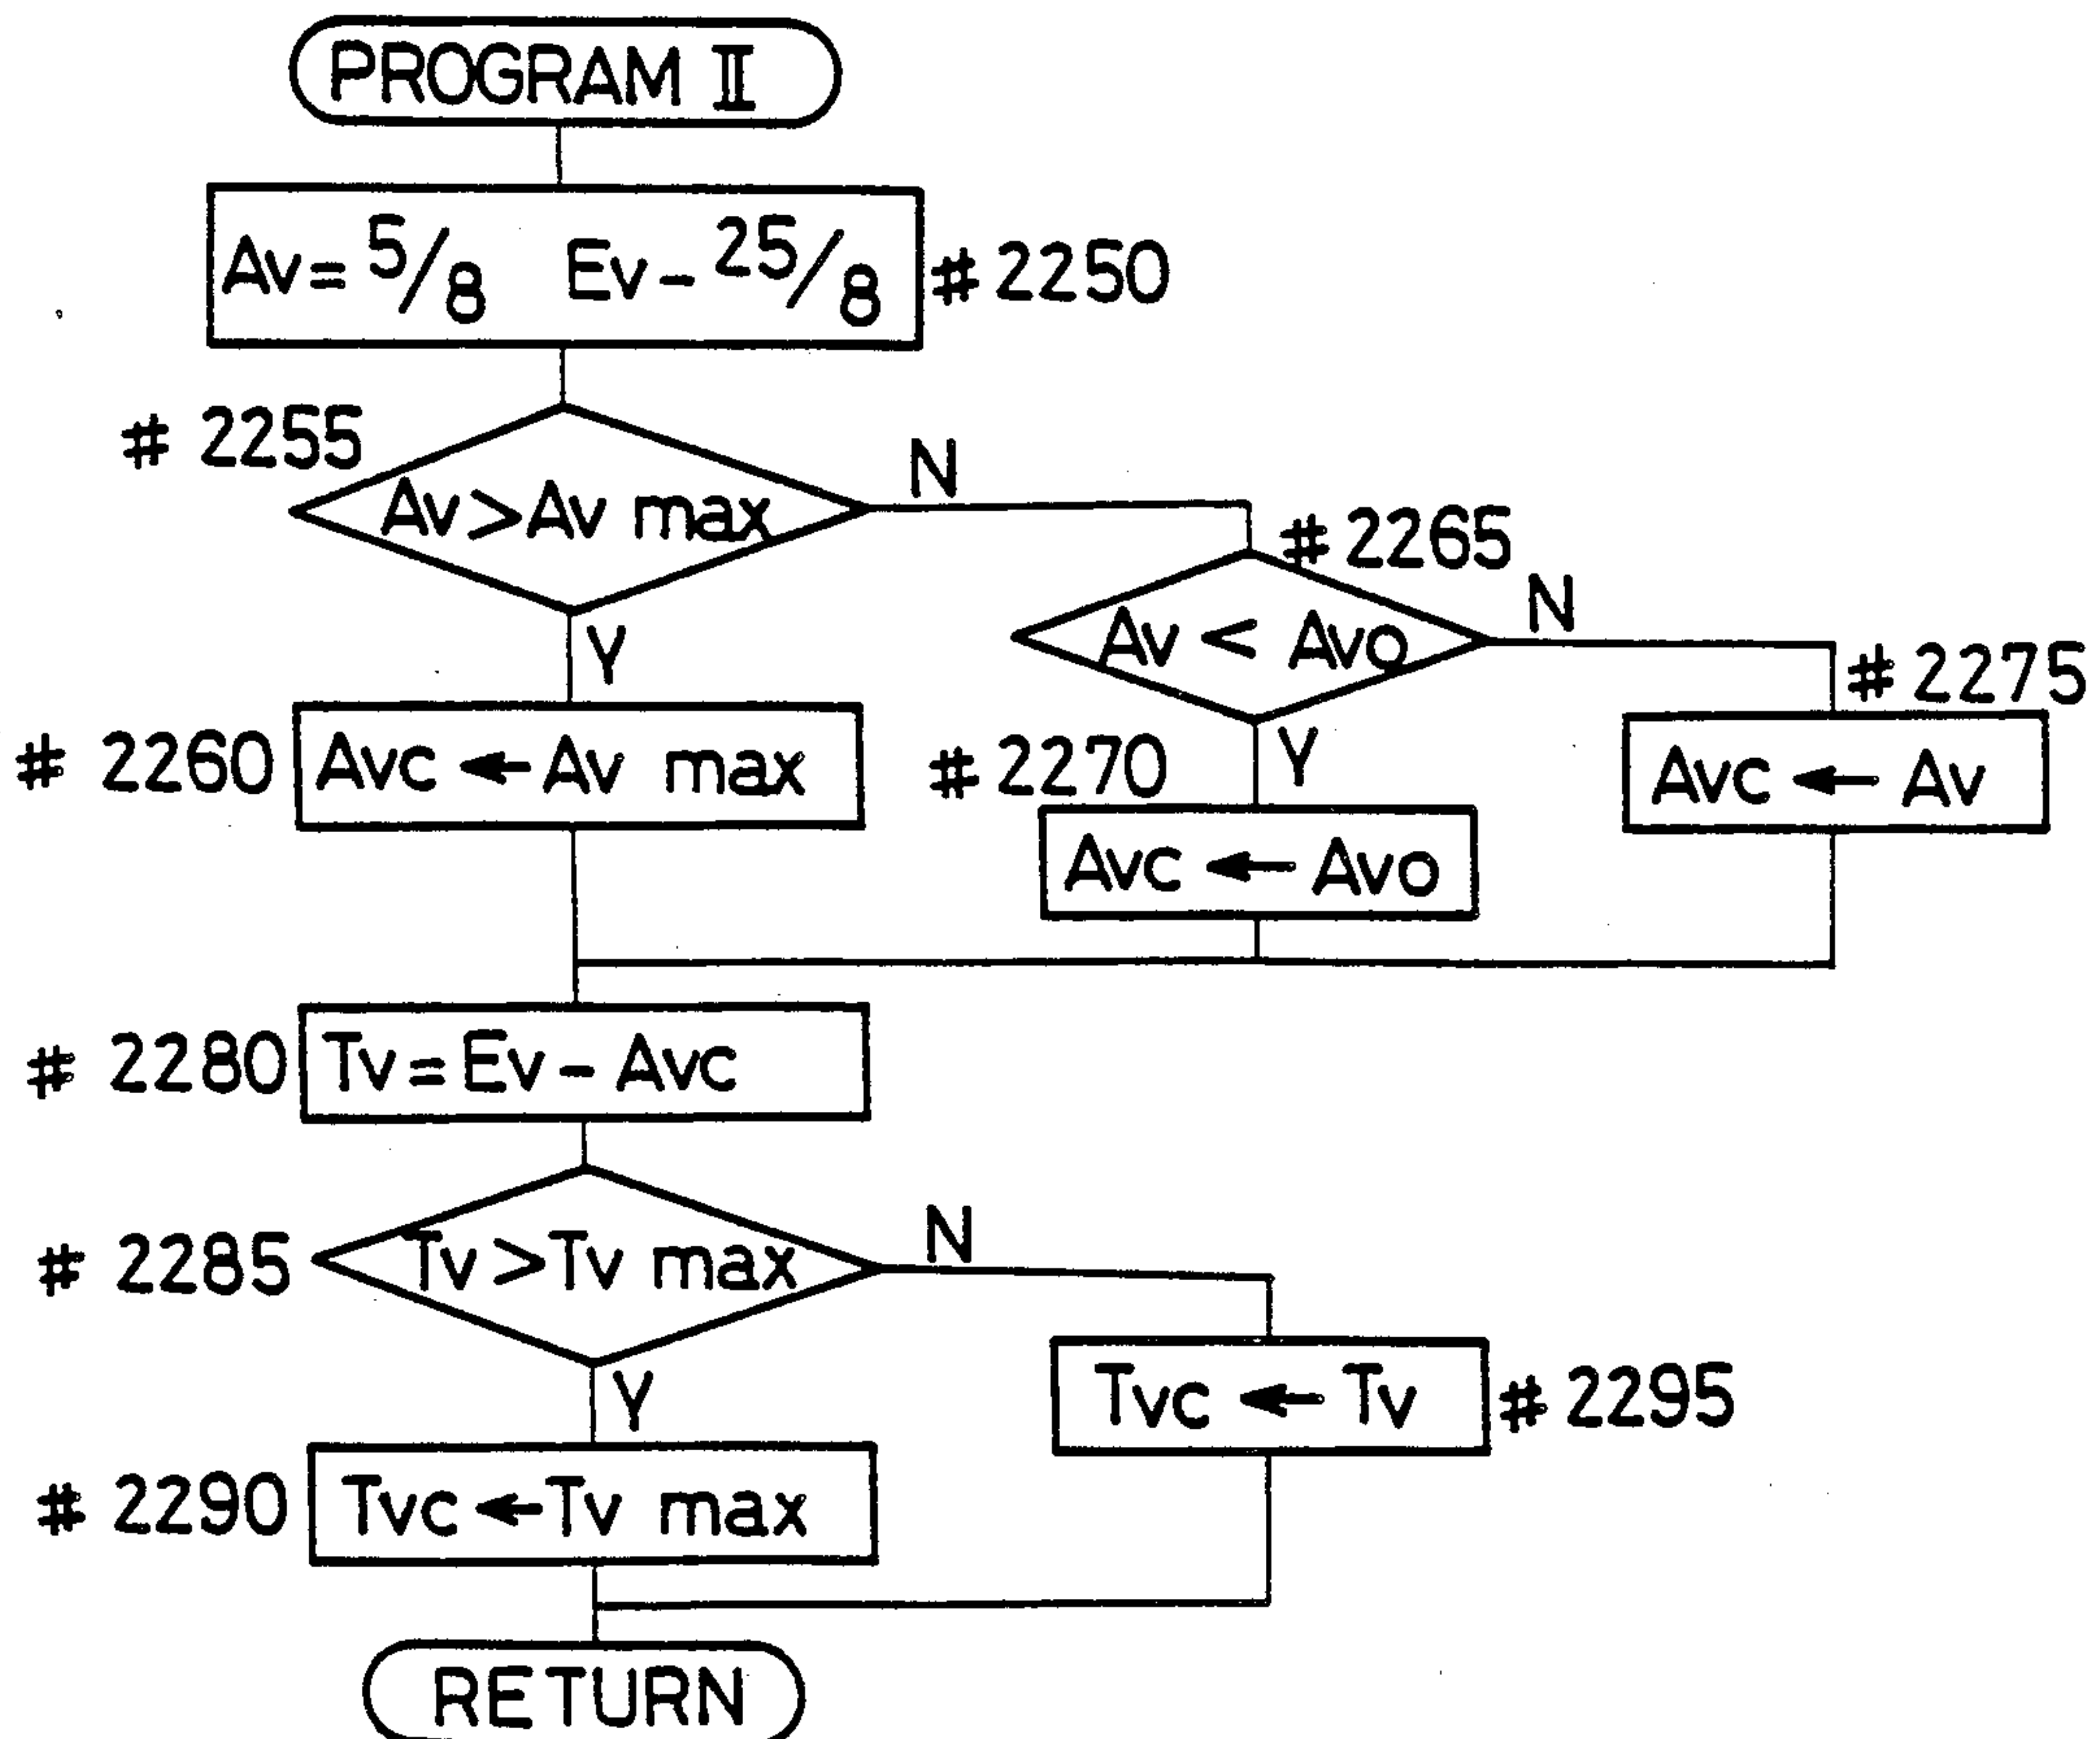 PROGRAM II
Av = 5/8 Ev - 25/8
# 2250
# 2255
Av > Av max
N
# 2265
Av < Avo
N
Y
# 2275
# 2260
Avc ← Av max
# 2270
Y
Avc ← Av
Avc ← Avo
# 2280
Tv = Ev - Avc
# 2285
Tv > Tv max
N
Y
Tvc ← Tv
# 2295
# 2290
Tvc ← Tv max
RETURN